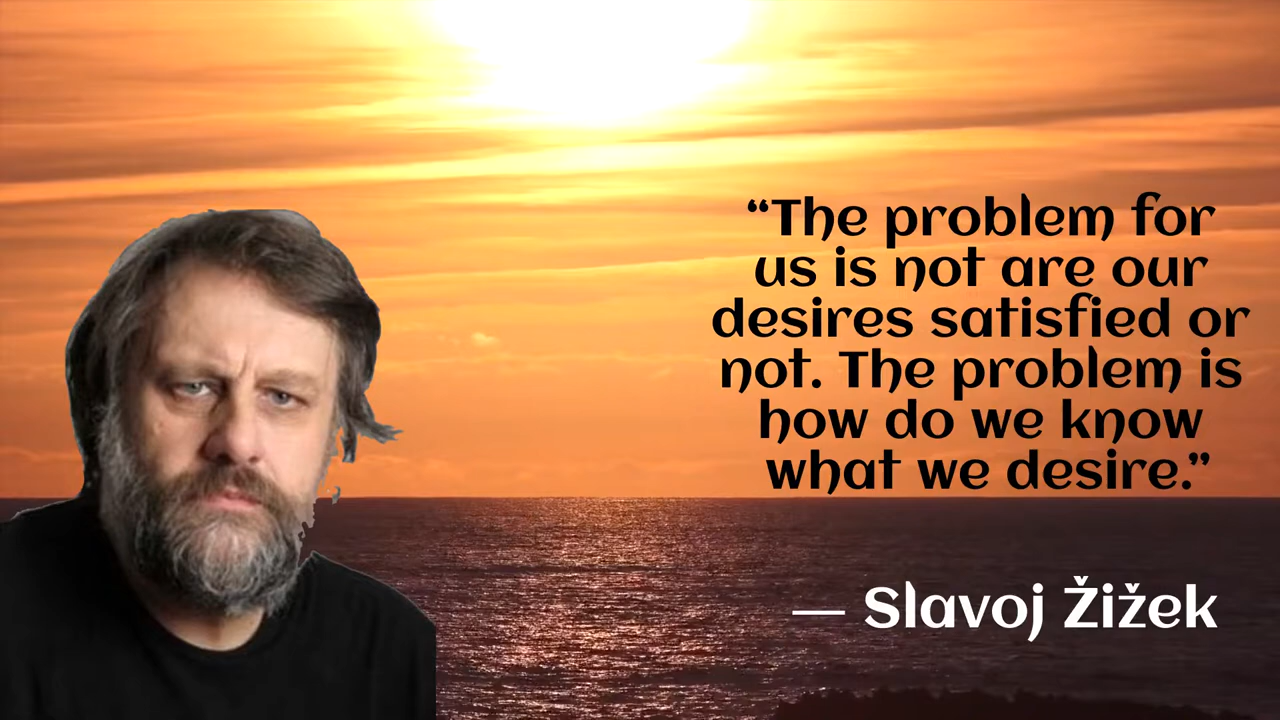 “The problem for
us is not are our
desires satisfied or
not. The problem is
how do we know
what we desire.”
— Slavoj Žižek